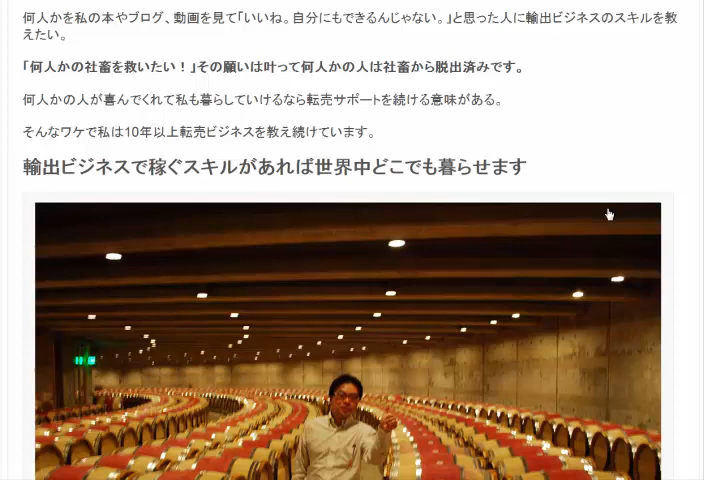 何人かを私の本やブログ、動画を見て「いいね。自分にもできるんじゃない。」と思った人に輸出ビジネスのスキルを教
えたい。
「何人かの社畜を救いたい！」その願いは叶って何人かの人は社畜から脱出済みです。
何人かの人が喜んでくれて私も暮らしていけるなら転売サポートを続ける意味がある。
そんなワケで私は10年以上転売ビジネスを教え続けています。
輸出ビジネスで稼ぐスキルがあれば世界中どこでも暮らせます